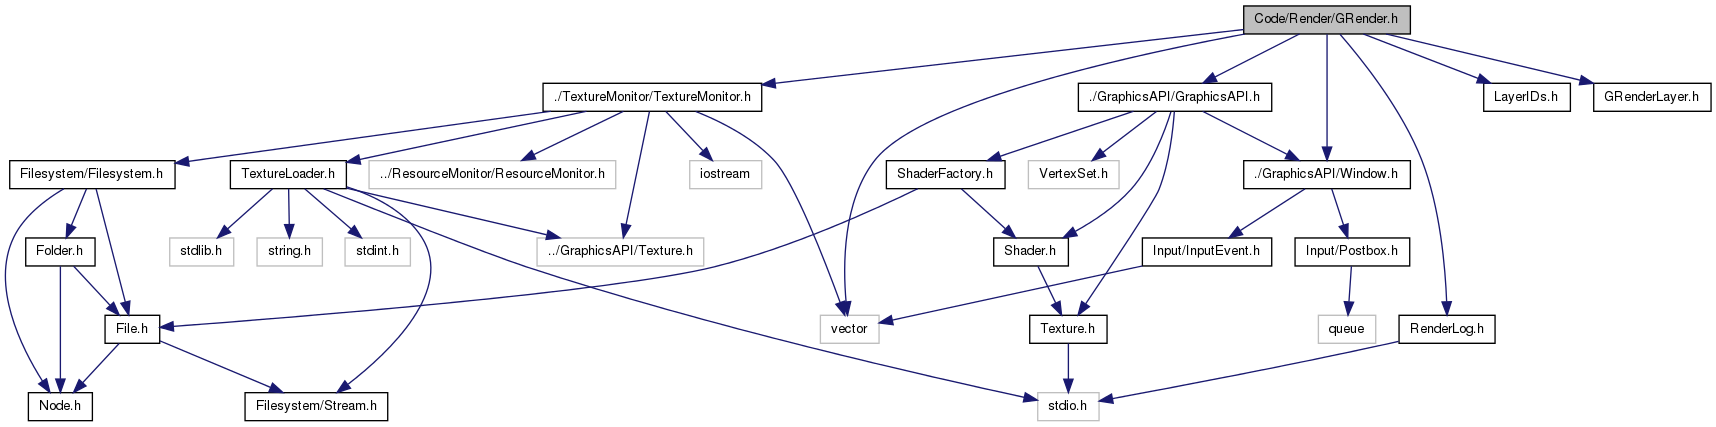 Code/Render/GRender.h
./TextureMonitor/TextureMonitor.h
./GraphicsAPI/GraphicsAPI.h
LayerIDs.h
GRenderLayer.h
Filesystem/Filesystem.h
TextureLoader.h
../ResourceMonitor/ResourceMonitor.h
iostream
ShaderFactory.h
VertexSet.h
./GraphicsAPI/Window.h
Folder.h
stdlib.h
string.h
stdint.h
../GraphicsAPI/Texture.h
Shader.h
Input/InputEvent.h
Input/Postbox.h
File.h
vector
Texture.h
queue
RenderLog.h
Node.h
Filesystem/Stream.h
stdio.h